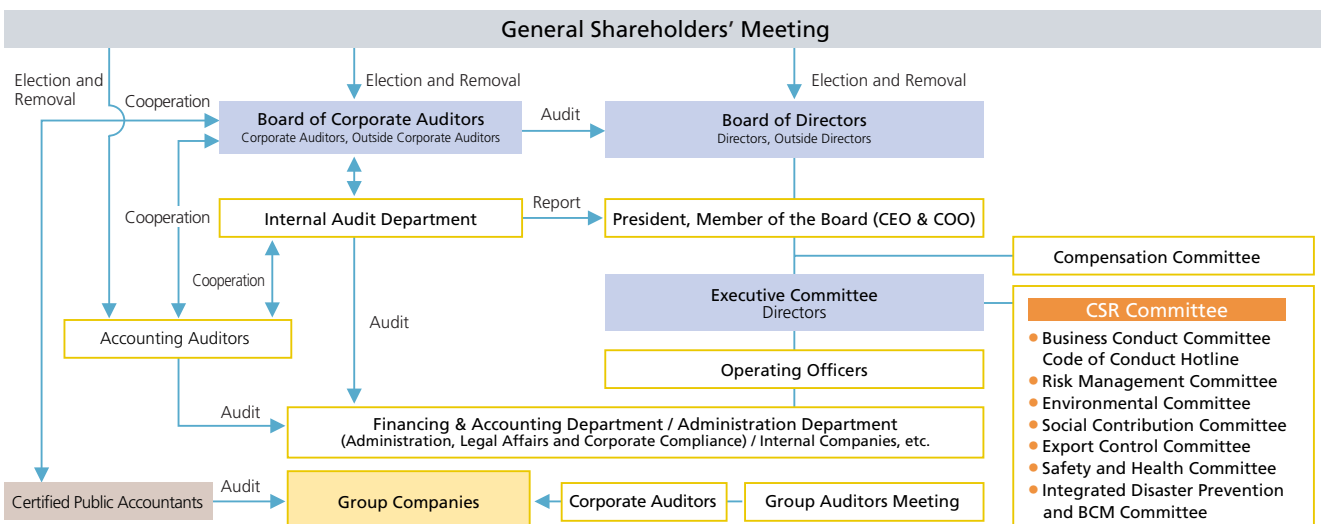 General Shareholders’ Meeting
Election and
Removal
Election and Removal
Election and Removal
Cooperation
Board of Corporate Auditors
Corporate Auditors, Outside Corporate Auditors
Audit
Board of Directors
Directors, Outside Directors
Cooperation
Internal Audit Department
Report
President, Member of the Board (CEO & COO)
Compensation Committee
Cooperation
Executive Committee
Directors
Audit
Accounting Auditors
Operating Officers
CSR Committee
● Business Conduct Committee
Code of Conduct Hotline
● Risk Management Committee
● Environmental Committee
● Social Contribution Committee
● Export Control Committee
● Safety and Health Committee
● Integrated Disaster Prevention
and BCM Committee
Audit
Financing & Accounting Department / Administration Department
(Administration, Legal Affairs and Corporate Compliance) / Internal Companies, etc.
Certified Public Accountants
Audit
Group Companies
Corporate Auditors
Group Auditors Meeting